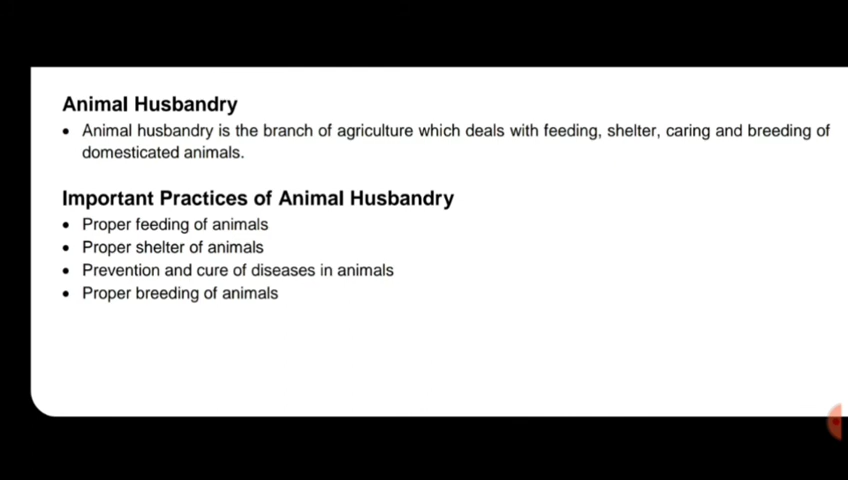 Animal Husbandry
• Animal husbandry is the branch of agriculture which deals with feeding, shelter, caring and breeding of
domesticated animals.
Important Practices of Animal Husbandry
• Proper feeding of animals
• Proper shelter of animals
• Prevention and cure of diseases in animals
• Proper breeding of animals